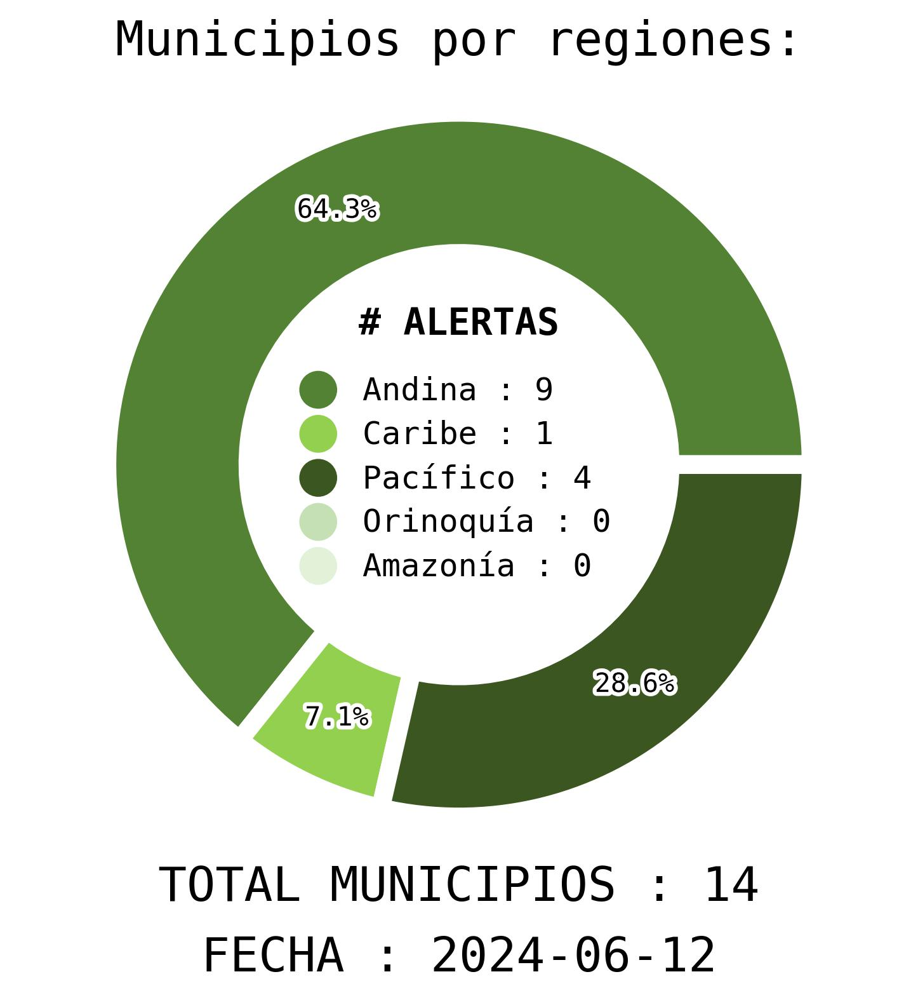 Municipios por regiones:
64.3%
# ALERTAS
Andina : 9
Caribe : 1
Pacífico : 4
Orinoquía : 0
Amazonía : 0
28.6%
7.1%
TOTAL MUNICIPIOS : 14
FECHA : 2024-06-12